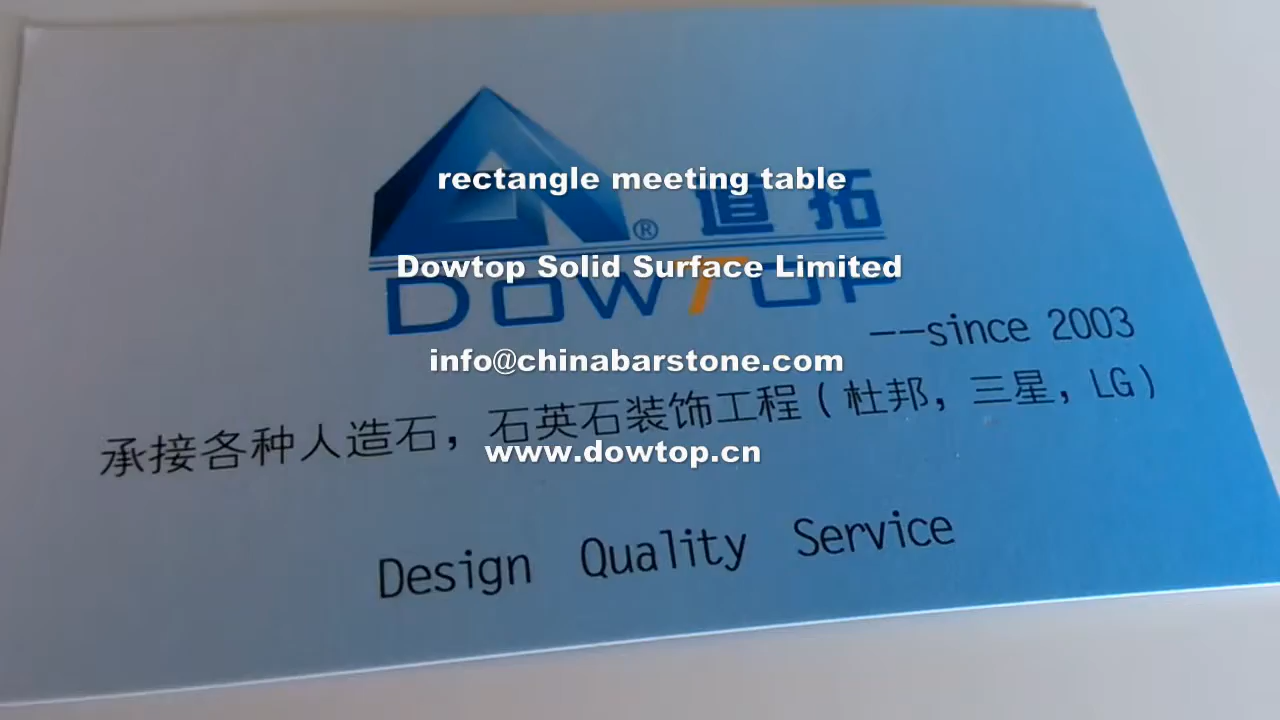 rectangle meeting table
® 道拓
Dowtop Solid Surface Limited
DOWTOP
--since 2003
info@chinabarstone.com
承接各种人造石，石英石装饰工程（杜邦，三星，LG）
www.dowtop.cn
Design Quality Service